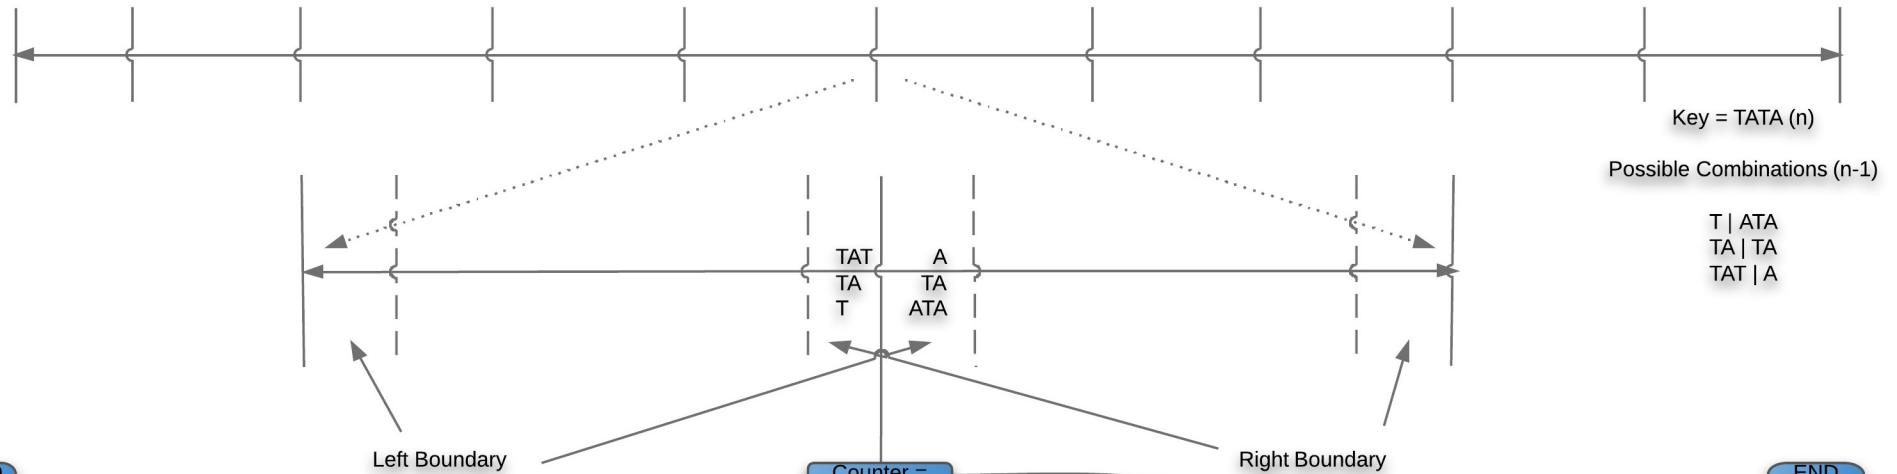 Key = TATA (n)
Possible Combinations (n-1)
T | ATA
TA | TA
TAT | A
TAT A
TA TA
T ATA
Left Boundary
Counter =
Right Boundary
END